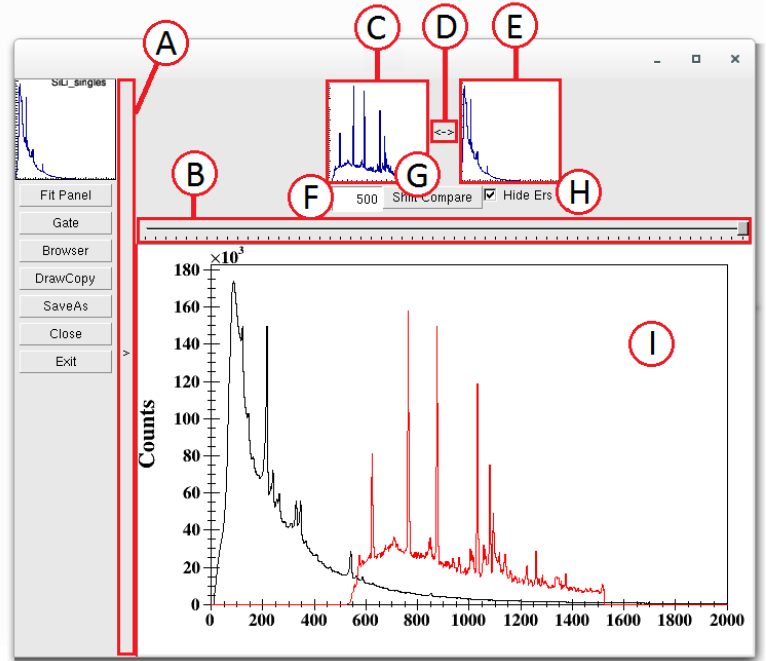 C D E
A
SiLi_singles
<->
B
G
F
H
500 Shift Compare Hide Ers
Fit Panel
Gate
Browser
DrawCopy
SaveAs
Close
Exit
>
×10³
180
160
140
120
100
80
60
40
20
0
Counts
I
0 200 400 600 800 1000 1200 1400 1600 1800 2000